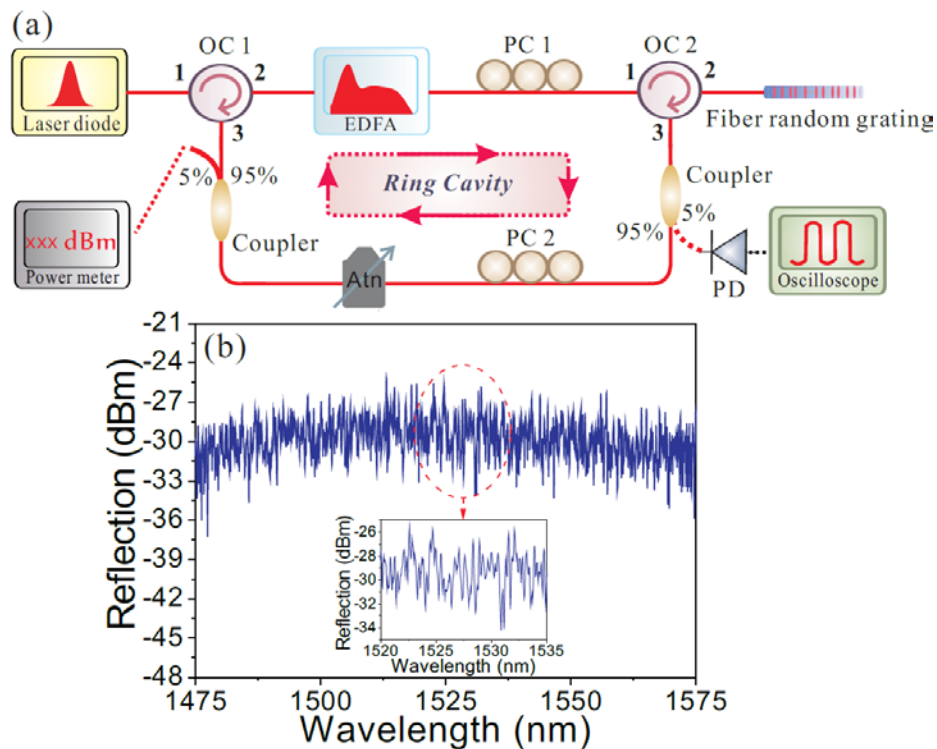 (a)
OC 1
PC 1
OC 2
1
2
1
2
Laser diode
EDFA
Fiber random grating
3
3
5%
95%
Ring Cavity
Coupler
5%
xxx dBm
Coupler
PC 2
95%
Power meter
Atn
PD
Oscilloscope
(b)
-21
-24
-27
-30
-33
-36
-39
-42
-45
-48
Reflection (dBm)
1475
1500
1525
1550
1575
Wavelength (nm)
-26
-28
-30
-32
-34
Reflection (dBm)
1520
1525
1530
1535
Wavelength (nm)